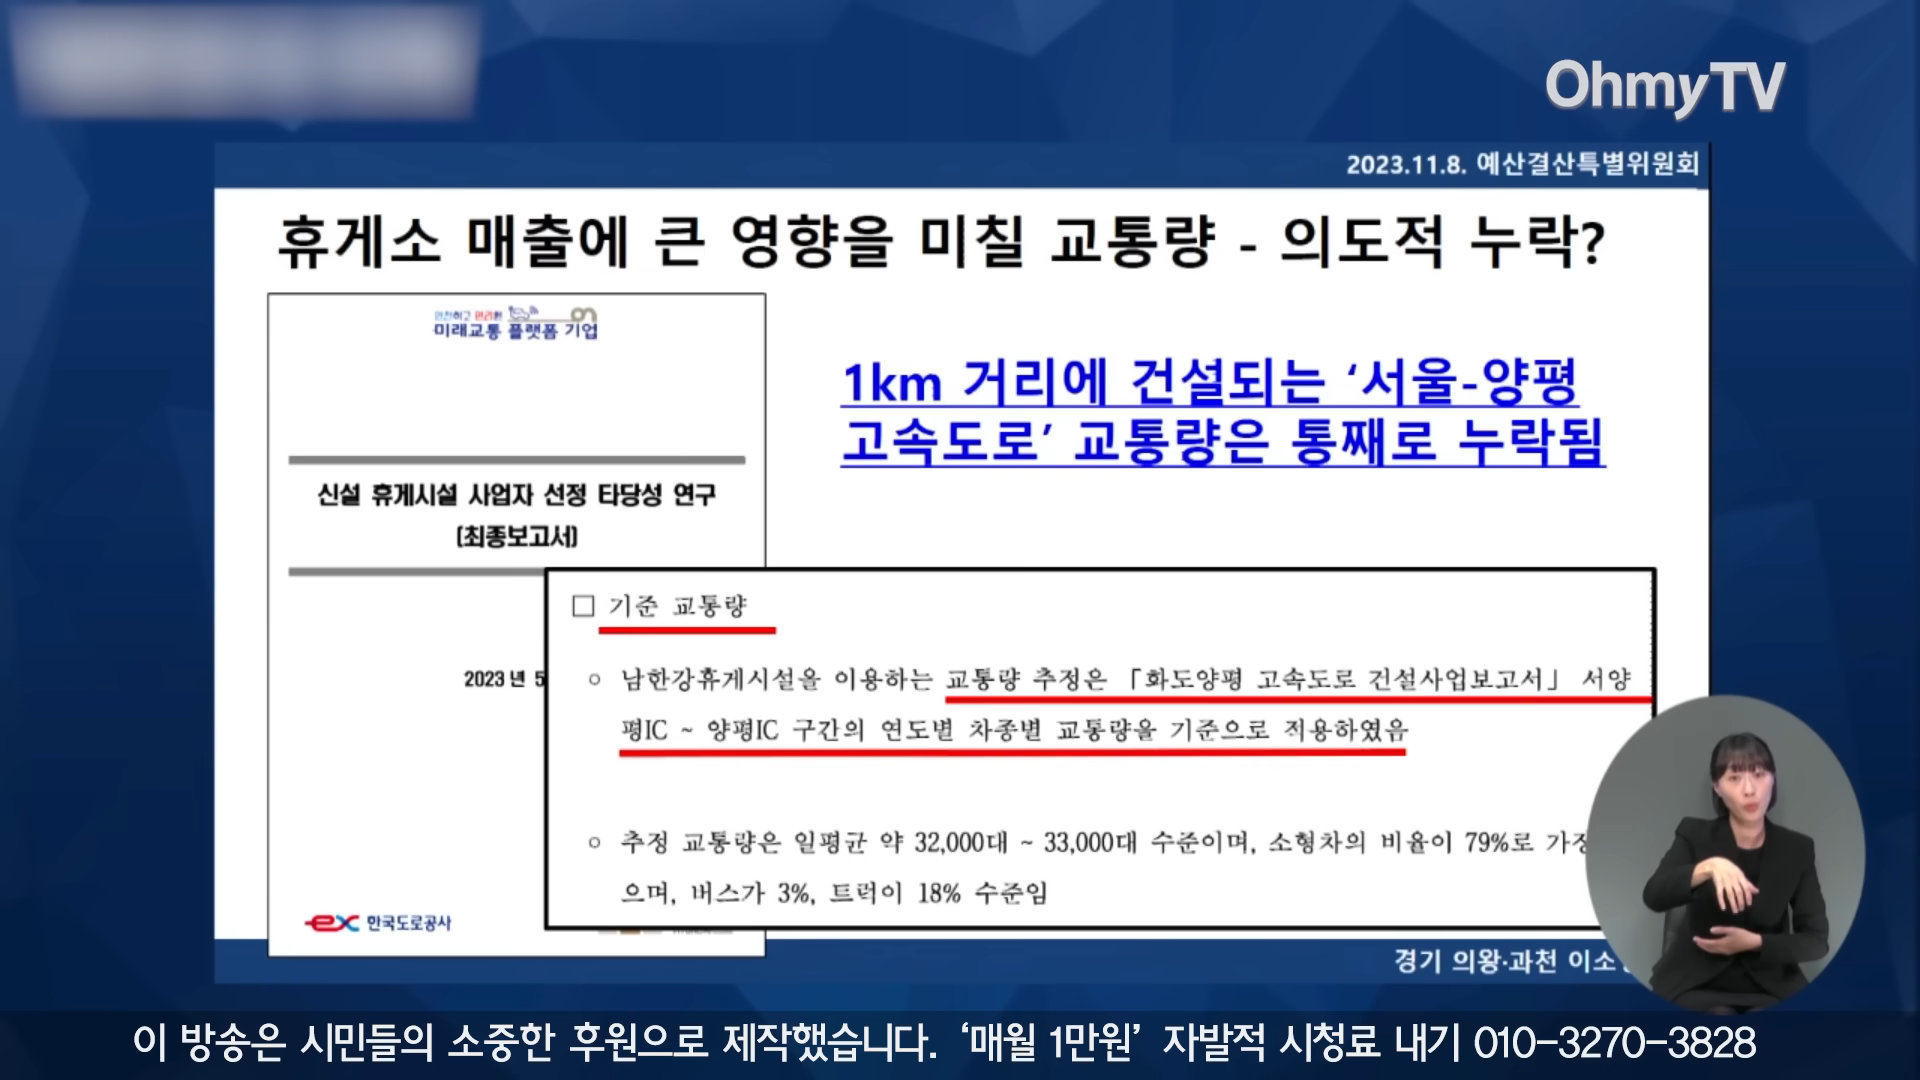 OhmyTV
2023.11.8. 예산결산특별위원회
휴게소 매출에 큰 영향을 미칠 교통량 - 의도적 누락?
안전하고 편리한
미래교통 플랫폼 기업
1km 거리에 건설되는 ‘서울-양평
고속도로’ 교통량은 통째로 누락됨
신설 휴게시설 사업자 선정 타당성 연구
(최종보고서)
2023년 5
□ 기준 교통량
○ 남한강휴게시설을 이용하는 교통량 추정은 「화도양평 고속도로 건설사업보고서」 서양
평IC ~ 양평IC 구간의 연도별 차종별 교통량을 기준으로 적용하였음
○ 추정 교통량은 일평균 약 32,000대 ~ 33,000대 수준이며, 소형차의 비율이 79%로
으며, 버스가 3%, 트럭이 18% 수준임
ex 한국도로공사
경기 의왕·과천 이소
이 방송은 시민들의 소중한 후원으로 제작했습니다. ‘매월 1만원’ 자발적 시청료 내기 010-3270-3828